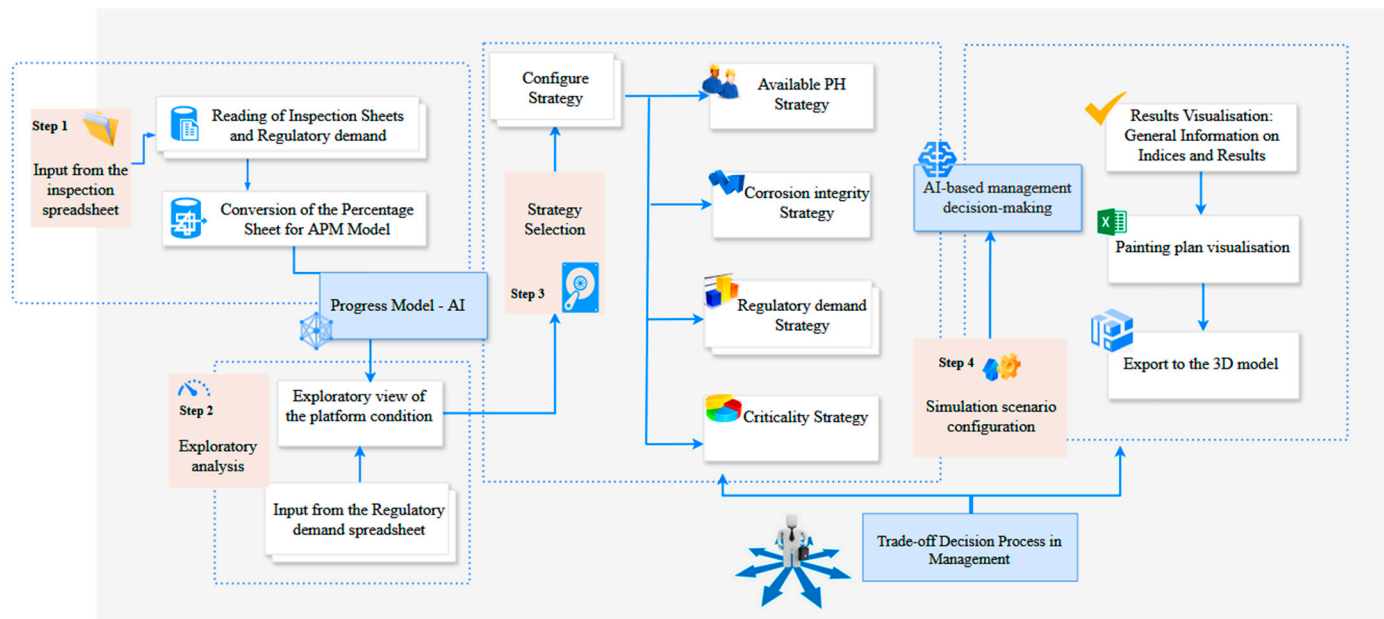 Step 1
Input from the
inspection
spreadsheet
Reading of Inspection Sheets
and Regulatory demand
Conversion of the Percentage
Sheet for APM Model
Progress Model - AI
Step 2
Exploratory
analysis
Exploratory view of
the platform condition
Input from the Regulatory
demand spreadsheet
Configure
Strategy
Strategy
Selection
Step 3
Available PH
Strategy
Corrosion integrity
Strategy
Regulatory demand
Strategy
Criticality Strategy
AI-based management
decision-making
Step 4
Simulation scenario
configuration
Results Visualisation:
General Information on
Indices and Results
Painting plan visualisation
Export to the 3D model
Trade-off Decision Process in
Management